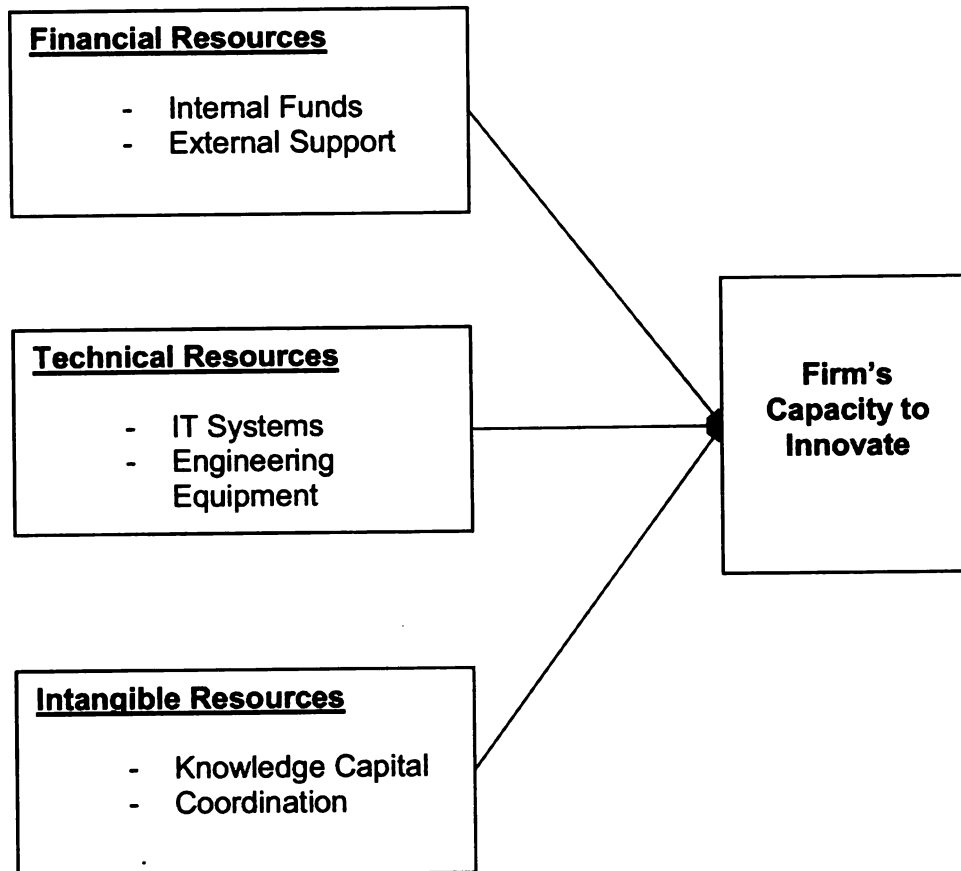 Financial Resources
- Internal Funds
- External Support
Technical Resources
- IT Systems
- Engineering
Equipment
Firm's
Capacity to
Innovate
Intangible Resources
- Knowledge Capital
- Coordination